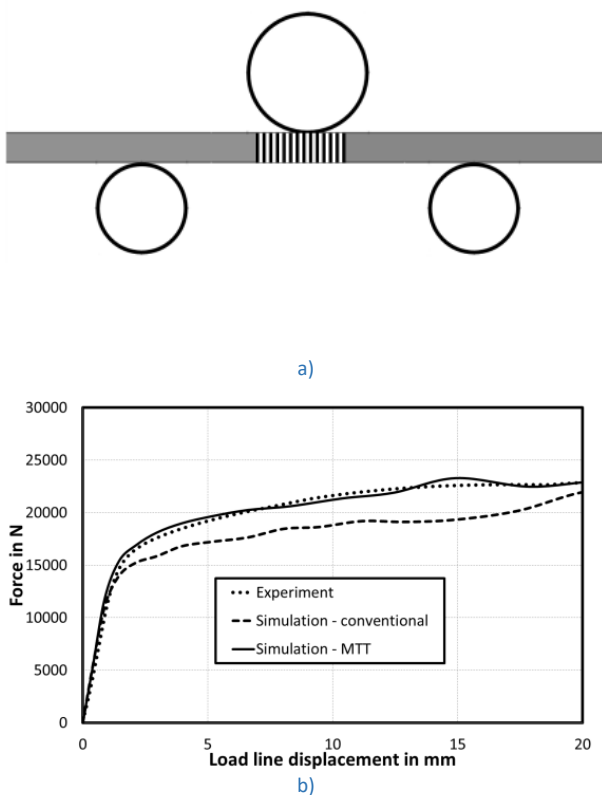 a)
30000
25000
20000
15000
10000
5000
0
Force in N
Experiment
Simulation - conventional
Simulation - MTT
0 5 10 15 20
Load line displacement in mm
b)